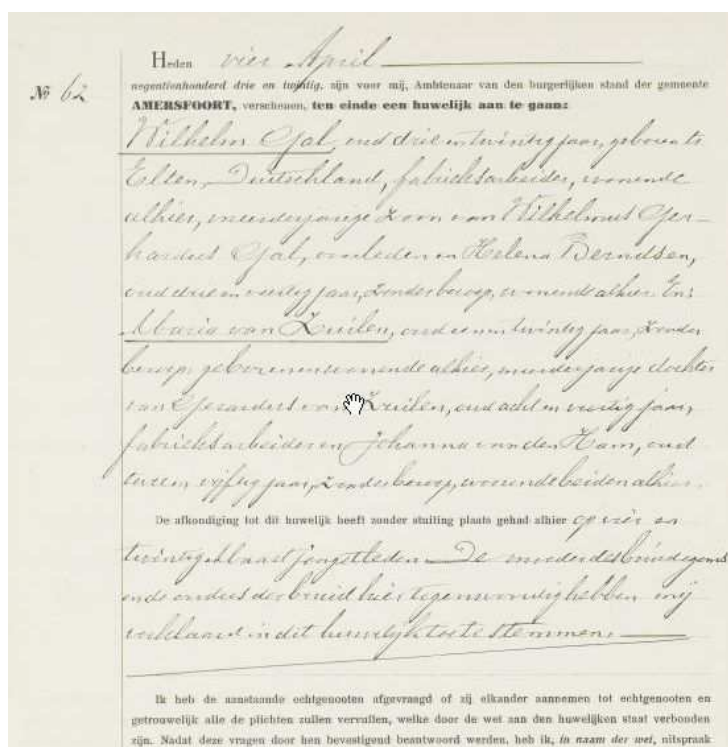 Heden vier April
№ 62
negentienhonderd drie en twintig, zijn voor mij, Ambtenaar van den burgerlijken stand der gemeente
AMERSFOORT, verschenen, ten einde een huwelijk aan te gaan:
Wilhelm Gal, oud drie en twintig jaar, geboren te
Elten, Duitschland, fabrieksarbeider, wonende
alhier, meerderjarige zoon van Wilhelmus Ger-
hardus Gal, overleden en Helena Berndsen,
oud drie en veertig jaar, zonder beroep, wonende alhier. En:
Maria van Zuilen, oud een en twintig jaar, zonder
beroep, geboren en wonende alhier, minderjarige dochter
van Gerardus van Zuilen, oud acht en veertig jaar,
fabrieksarbeider en Johanna van den Ham, oud
twee en vijftig jaar, zonder beroep, wonende beiden alhier.
De afkondiging tot dit huwelijk heeft zonder stuiting plaats gehad alhier op vier en
twintig Maart jongstleden. De moeder des bruidegoms
en de ouders der bruid hier tegenwoordig hebben mij
verklaard in dit huwelijk toe te stemmen.
Ik heb de aanstaande echtgenooten afgevraagd of zij elkander aannemen tot echtgenooten en
getrouwelijk alle de plichten zullen vervullen, welke door de wet aan den huwelijken staat verbonden
zijn. Nadat deze vragen door hen bevestigend beantwoord werden, heb ik, in naam der wet, uitspraak